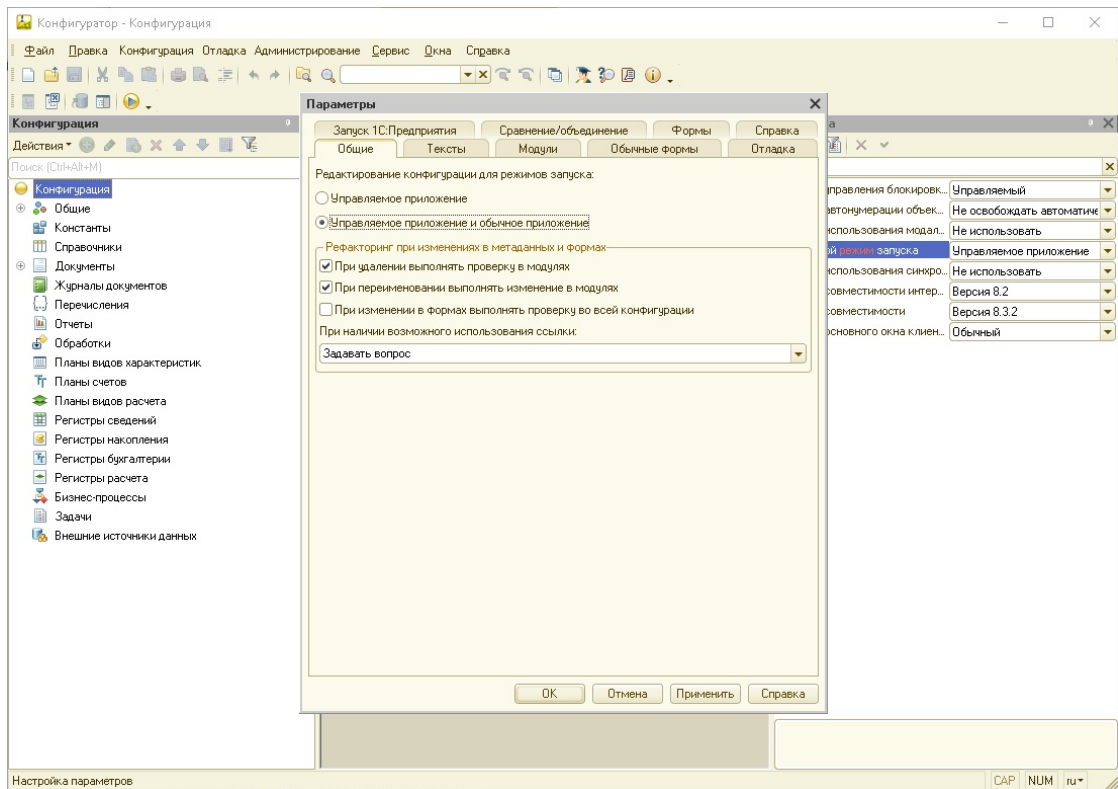 Конфигуратор - Конфигурация
Файл Правка Конфигурация Отладка Администрирование Сервис Окна Справка
Конфигурация
Действия
Поиск (Ctrl+Alt+M)
Конфигурация
Общие
Константы
Справочники
Документы
Журналы документов
Перечисления
Отчеты
Обработки
Планы видов характеристик
Планы счетов
Планы видов расчета
Регистры сведений
Регистры накопления
Регистры бухгалтерии
Регистры расчета
Бизнес-процессы
Задачи
Внешние источники данных
Параметры
Запуск 1С:Предприятия Сравнение/объединение Формы Справка
Общие Тексты Модули Обычные формы Отладка
Редактирование конфигурации для режимов запуска:
Управляемое приложение
Управляемое приложение и обычное приложение
Рефакторинг при изменениях в метаданных и формах
При удалении выполнять проверку в модулях
При переименовании выполнять изменение в модулях
При изменении в формах выполнять проверку во всей конфигурации
При наличии возможного использования ссылки:
Задавать вопрос
OK Отмена Применить Справка
а
правления блокировк... Управляемый
автонумерации объек... Не освобождать автоматиче
использования модал... Не использовать
ой режим запуска Управляемое приложение
использования синхро... Не использовать
совместимости интер... Версия 8.2
совместимости Версия 8.3.2
основного окна клиен... Обычный
Настройка параметров CAP NUM ru